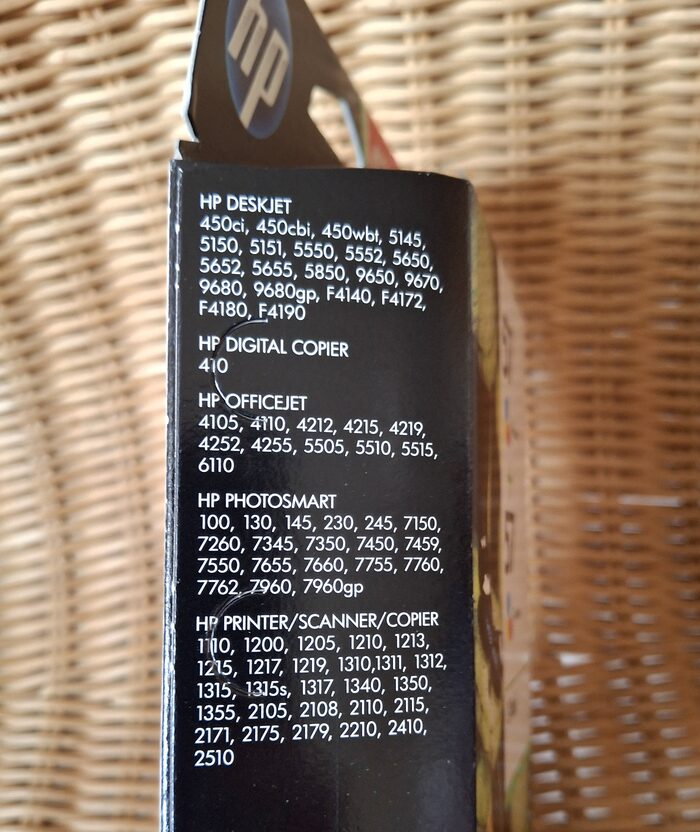 hp
HP DESKJET
450ci, 450cbi, 450wbt, 5145,
5150, 5151, 5550, 5552, 5650,
5652, 5655, 5850, 9650, 9670,
9680, 9680gp, F4140, F4172,
F4180, F4190
HP DIGITAL COPIER
410
HP OFFICEJET
4105, 4110, 4212, 4215, 4219,
4252, 4255, 5505, 5510, 5515,
6110
HP PHOTOSMART
100, 130, 145, 230, 245, 7150,
7260, 7345, 7350, 7450, 7459,
7550, 7655, 7660, 7755, 7760,
7762, 7960, 7960gp
HP PRINTER/SCANNER/COPIER
1110, 1200, 1205, 1210, 1213,
1215, 1217, 1219, 1310,1311, 1312,
1315, 1315s, 1317, 1340, 1350,
1355, 2105, 2108, 2110, 2115,
2171, 2175, 2179, 2210, 2410,
2510